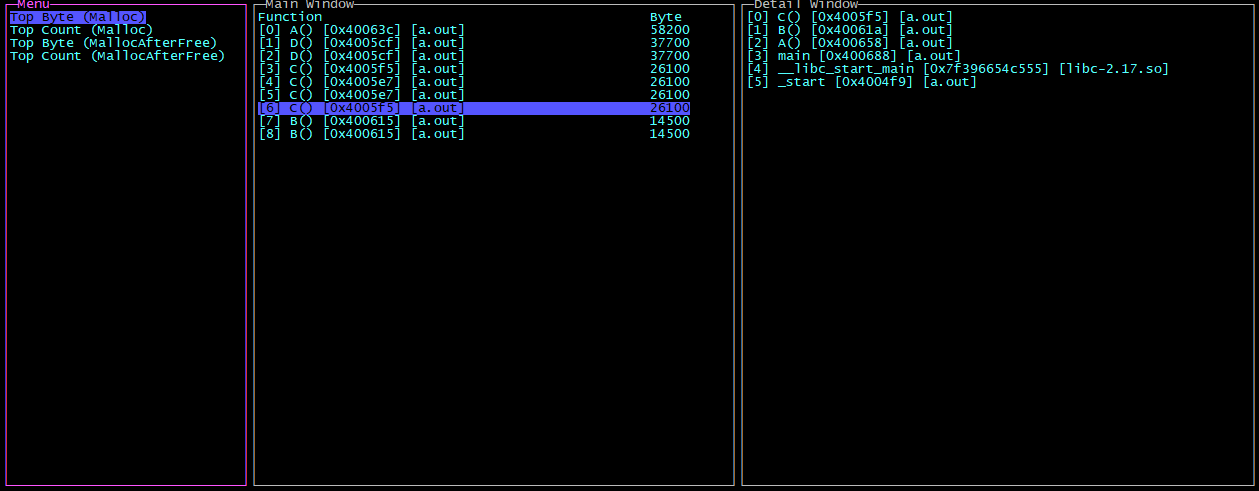 Menu
Top Byte (Malloc)
Top Count (Malloc)
Top Byte (MallocAfterFree)
Top Count (MallocAfterFree)
Main Window
Function Byte
[0] A() [0x40063c] [a.out] 58200
[1] D() [0x4005cf] [a.out] 37700
[2] D() [0x4005cf] [a.out] 37700
[3] C() [0x4005f5] [a.out] 26100
[4] C() [0x4005e7] [a.out] 26100
[5] C() [0x4005e7] [a.out] 26100
[6] C() [0x4005f5] [a.out] 26100
[7] B() [0x400615] [a.out] 14500
[8] B() [0x400615] [a.out] 14500
Detail Window
[0] C() [0x4005f5] [a.out]
[1] B() [0x40061a] [a.out]
[2] A() [0x400658] [a.out]
[3] main [0x400688] [a.out]
[4] __libc_start_main [0x7f396654c555] [libc-2.17.so]
[5] _start [0x4004f9] [a.out]